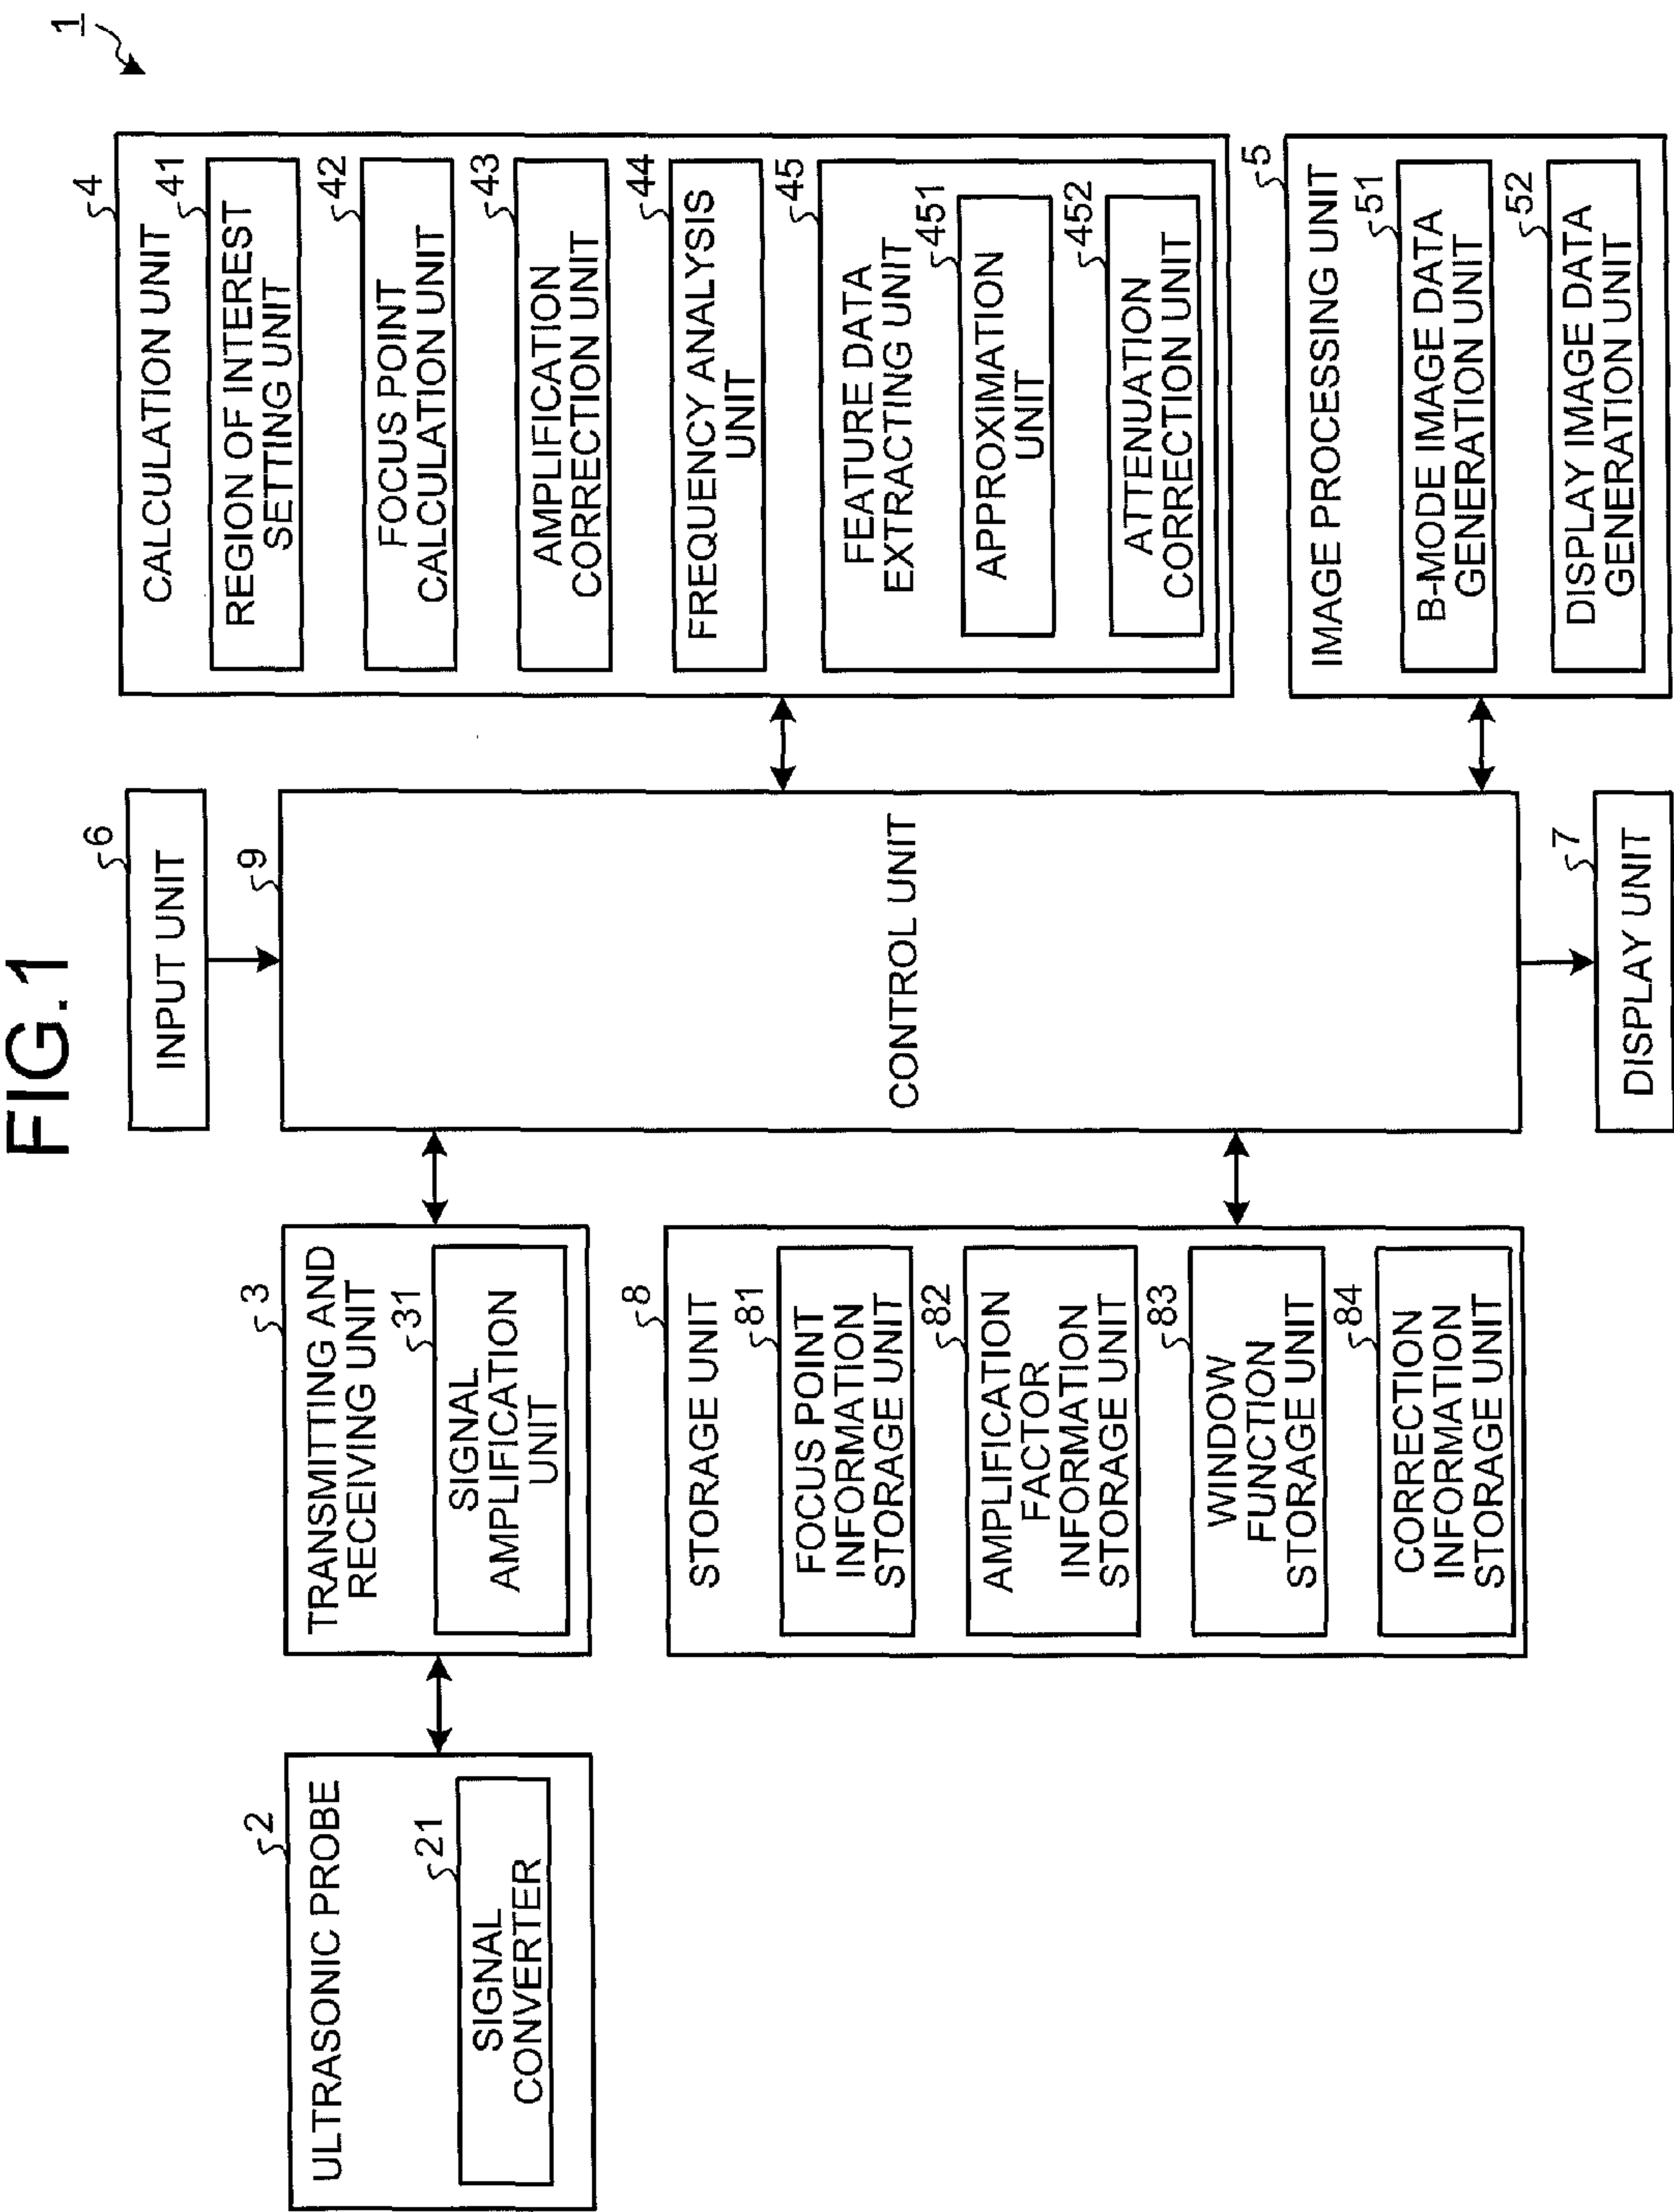 FIG.1
1
2
ULTRASONIC PROBE
21
SIGNAL
CONVERTER
3
TRANSMITTING AND
RECEIVING UNIT
31
SIGNAL
AMPLIFICATION
UNIT
8
STORAGE UNIT
81
FOCUS POINT
INFORMATION
STORAGE UNIT
82
AMPLIFICATION
FACTOR
INFORMATION
STORAGE UNIT
83
WINDOW
FUNCTION
STORAGE UNIT
84
CORRECTION
INFORMATION
STORAGE UNIT
6
INPUT UNIT
9
CONTROL UNIT
7
DISPLAY UNIT
4
CALCULATION UNIT
41
REGION OF INTEREST
SETTING UNIT
42
FOCUS POINT
CALCULATION UNIT
43
AMPLIFICATION
CORRECTION UNIT
44
FREQUENCY ANALYSIS
UNIT
45
FEATURE DATA
EXTRACTING UNIT
451
APPROXIMATION
UNIT
452
ATTENUATION
CORRECTION UNIT
5
IMAGE PROCESSING UNIT
51
B-MODE IMAGE DATA
GENERATION UNIT
52
DISPLAY IMAGE DATA
GENERATION UNIT